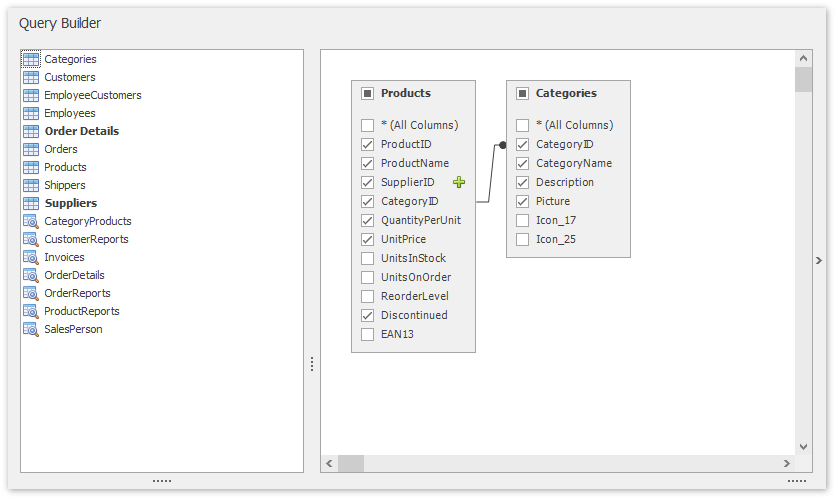 Query Builder
Categories
Customers
EmployeeCustomers
Employees
Order Details
Orders
Products
Shippers
Suppliers
CategoryProducts
CustomerReports
Invoices
OrderDetails
OrderReports
ProductReports
SalesPerson
Products
* (All Columns)
ProductID
ProductName
SupplierID
CategoryID
QuantityPerUnit
UnitPrice
UnitsInStock
UnitsOnOrder
ReorderLevel
Discontinued
EAN13
Categories
* (All Columns)
CategoryID
CategoryName
Description
Picture
Icon_17
Icon_25